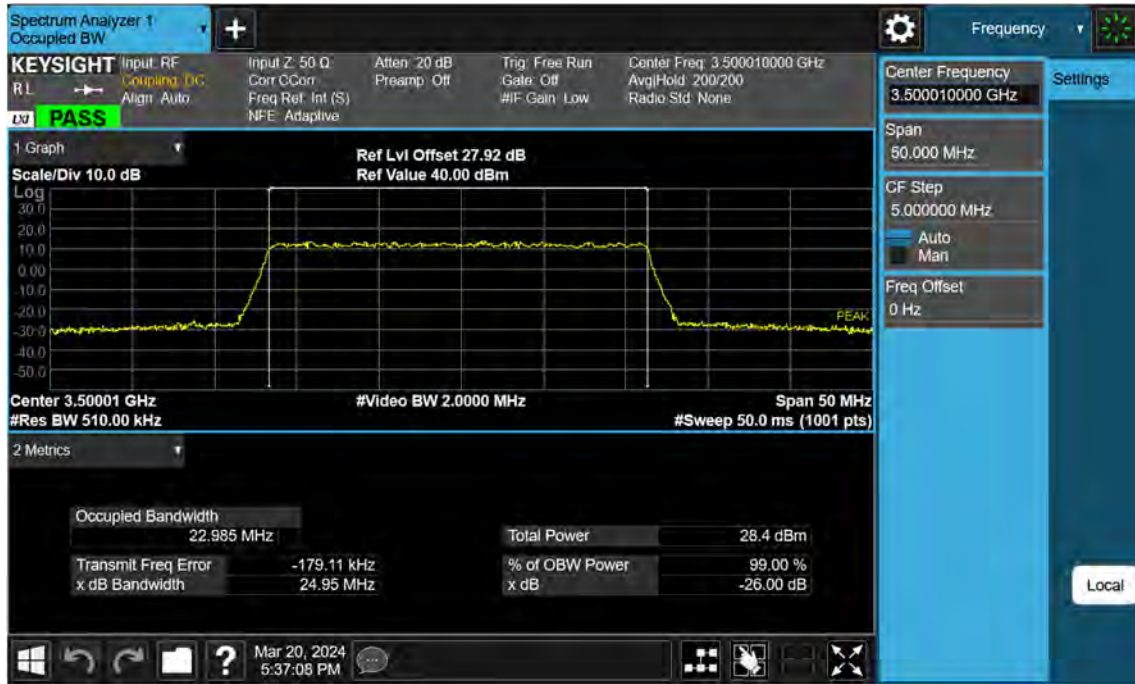 Spectrum Analyzer 1
Occupied BW
+
Frequency
KEYSIGHT
RL
LXI
PASS
Input: RF
Coupling: DC
Align: Auto
Input Z: 50 Ω
Corr CCorr
Freq Ref: Int (S)
NFE: Adaptive
Atten: 20 dB
Preamp: Off
Trig: Free Run
Gate: Off
#IF Gain: Low
Center Freq: 3.500010000 GHz
Avg|Hold: 200/200
Radio Std: None
Center Frequency
3.500010000 GHz
Settings
Span
50.000 MHz
CF Step
5.000000 MHz
Auto
Man
Freq Offset
0 Hz
Local
1 Graph
Scale/Div 10.0 dB
Ref Lvl Offset 27.92 dB
Ref Value 40.00 dBm
Log
30.0
20.0
10.0
0.00
-10.0
-20.0
-30.0
-40.0
-50.0
PEAK
Center 3.50001 GHz
#Video BW 2.0000 MHz
Span 50 MHz
#Res BW 510.00 kHz
#Sweep 50.0 ms (1001 pts)
2 Metrics
Occupied Bandwidth
22.985 MHz
Total Power 28.4 dBm
Transmit Freq Error -179.11 kHz
% of OBW Power 99.00 %
x dB Bandwidth 24.95 MHz
x dB -26.00 dB
?
Mar 20, 2024
5:37:08 PM